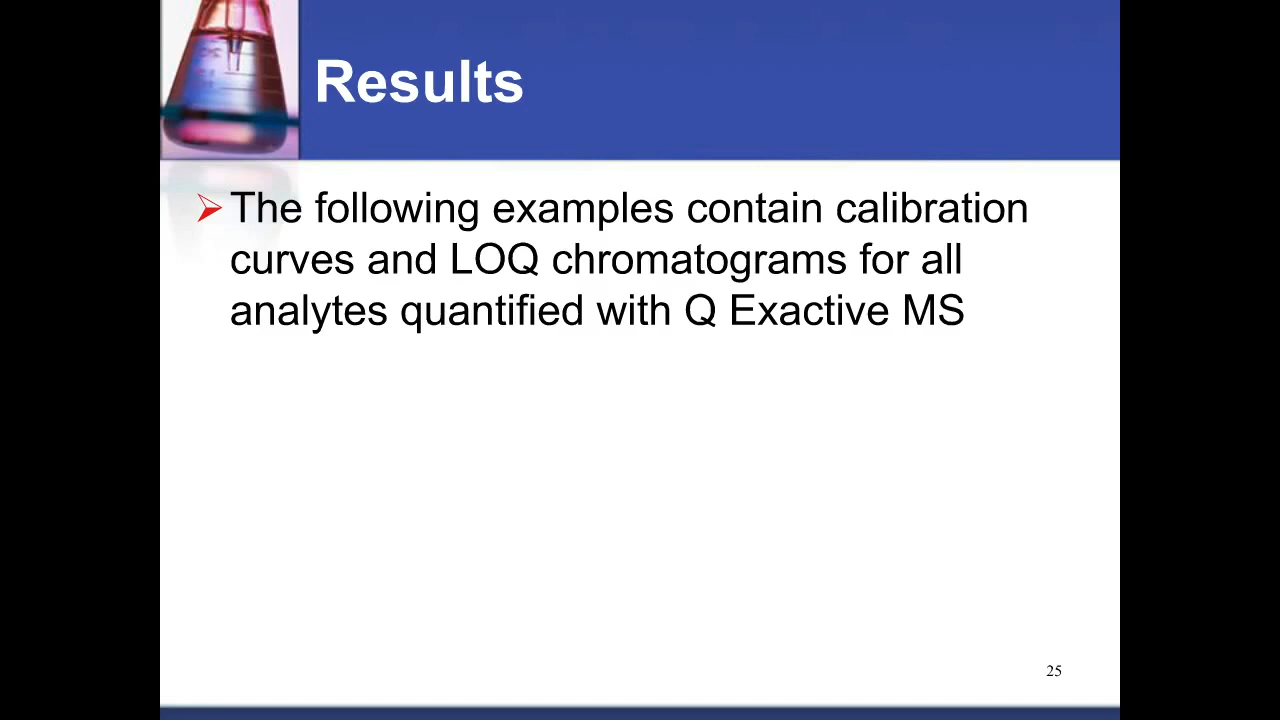 Results
The following examples contain calibration
curves and LOQ chromatograms for all
analytes quantified with Q Exactive MS
25